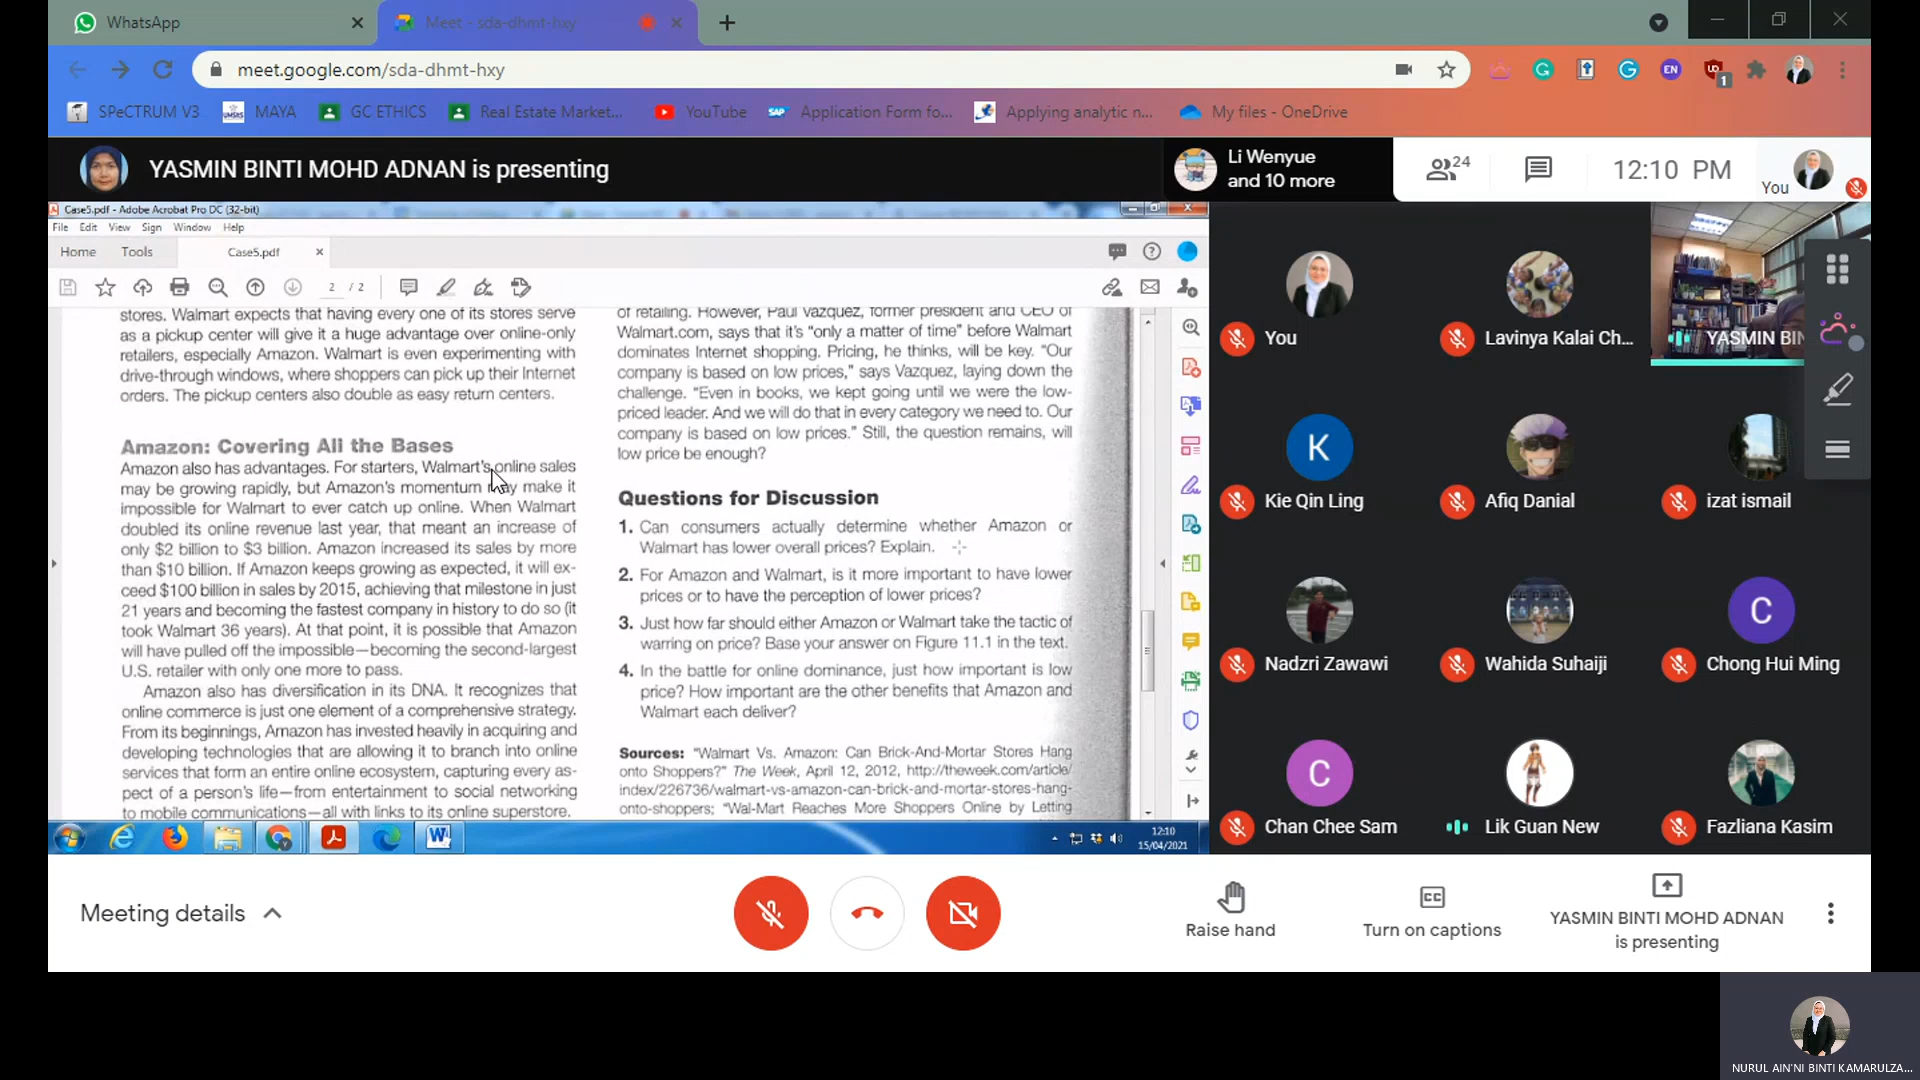 WhatsApp
Meet - sda-dhmt-hxy
meet.google.com/sda-dhmt-hxy
EN
1
SPeCTRUM V3
MAYA
GC ETHICS
Real Estate Market...
YouTube
Application Form fo...
Applying analytic n...
My files - OneDrive
YASMIN BINTI MOHD ADNAN is presenting
Li Wenyue
and 10 more
24
12:10 PM
You
Case5.pdf - Adobe Acrobat Pro DC (32-bit)
File Edit View Sign Window Help
Home Tools Case5.pdf
2 / 2
stores. Walmart expects that having every one of its stores serve
as a pickup center will give it a huge advantage over online-only
retailers, especially Amazon. Walmart is even experimenting with
drive-through windows, where shoppers can pick up their Internet
orders. The pickup centers also double as easy return centers.
Amazon: Covering All the Bases
Amazon also has advantages. For starters, Walmart's online sales
may be growing rapidly, but Amazon's momentum may make it
impossible for Walmart to ever catch up online. When Walmart
doubled its online revenue last year, that meant an increase of
only $2 billion to $3 billion. Amazon increased its sales by more
than $10 billion. If Amazon keeps growing as expected, it will ex-
ceed $100 billion in sales by 2015, achieving that milestone in just
21 years and becoming the fastest company in history to do so (it
took Walmart 36 years). At that point, it is possible that Amazon
will have pulled off the impossible—becoming the second-largest
U.S. retailer with only one more to pass.
Amazon also has diversification in its DNA. It recognizes that
online commerce is just one element of a comprehensive strategy.
From its beginnings, Amazon has invested heavily in acquiring and
developing technologies that are allowing it to branch into online
services that form an entire online ecosystem, capturing every as-
pect of a person's life—from entertainment to social networking
to mobile communications—all with links to its online superstore.
of retailing. However, Paul Vazquez, former president and CEO of
Walmart.com, says that it's "only a matter of time" before Walmart
dominates Internet shopping. Pricing, he thinks, will be key. "Our
company is based on low prices," says Vazquez, laying down the
challenge. "Even in books, we kept going until we were the low-
priced leader. And we will do that in every category we need to. Our
company is based on low prices." Still, the question remains, will
low price be enough?
Questions for Discussion
1. Can consumers actually determine whether Amazon or
Walmart has lower overall prices? Explain.
2. For Amazon and Walmart, is it more important to have lower
prices or to have the perception of lower prices?
3. Just how far should either Amazon or Walmart take the tactic of
warring on price? Base your answer on Figure 11.1 in the text.
4. In the battle for online dominance, just how important is low
price? How important are the other benefits that Amazon and
Walmart each deliver?
Sources: "Walmart Vs. Amazon: Can Brick-And-Mortar Stores Hang
onto Shoppers?" The Week, April 12, 2012, http://theweek.com/article/
index/226736/walmart-vs-amazon-can-brick-and-mortar-stores-hang-
onto-shoppers; "Wal-Mart Reaches More Shoppers Online by Letting
12:10
15/04/2021
You
Lavinya Kalai Ch...
YASMIN BIN
K
Kie Qin Ling
Afiq Danial
izat ismail
Nadzri Zawawi
Wahida Suhaiji
C
Chong Hui Ming
C
Chan Chee Sam
Lik Guan New
Fazliana Kasim
Meeting details
Raise hand
Turn on captions
YASMIN BINTI MOHD ADNAN
is presenting
NURUL AIN'NI BINTI KAMARULZA...